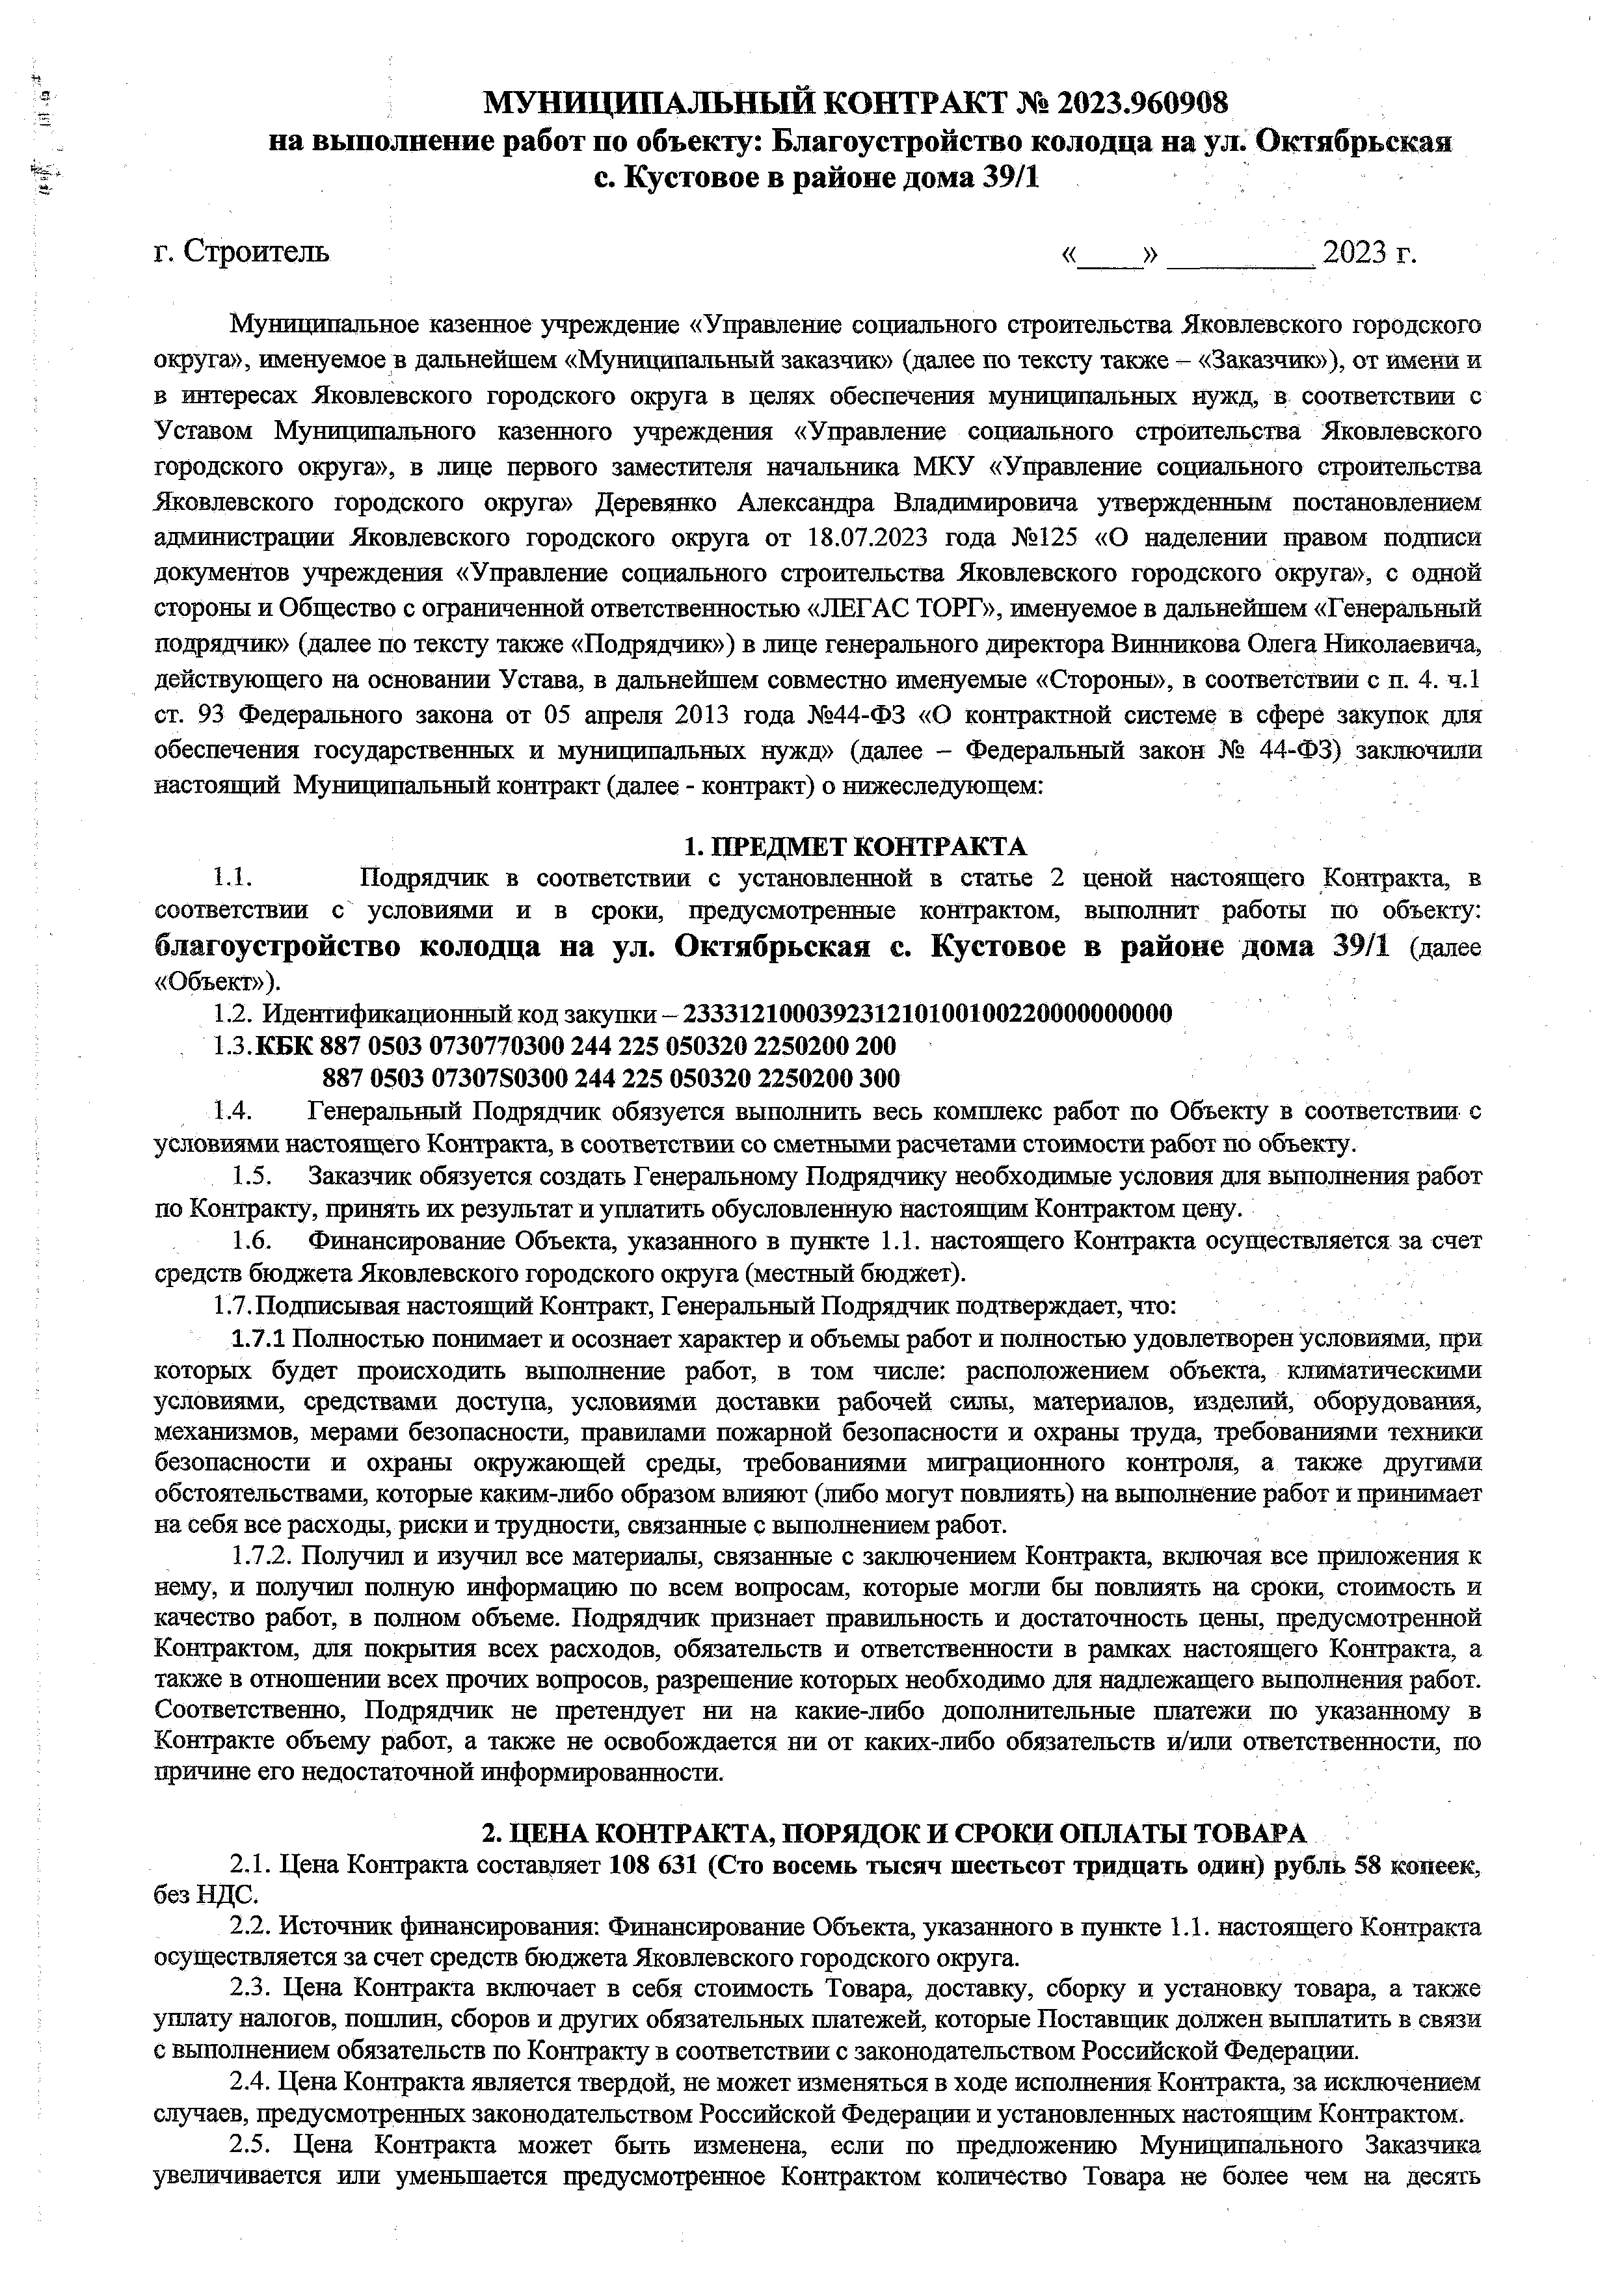 МУНИЦИПАЛЬНЫЙ КОНТРАКТ № 2023.960908
на выполнение работ по объекту: Благоустройство колодца на ул. Октябрьская
с. Кустовое в районе дома 39/1
г. Строитель «____» _________ 2023 г.
Муниципальное казенное учреждение «Управление социального строительства Яковлевского городского
округа», именуемое в дальнейшем «Муниципальный заказчик» (далее по тексту также – «Заказчик»), от имени и
в интересах Яковлевского городского округа в целях обеспечения муниципальных нужд, в соответствии с
Уставом Муниципального казенного учреждения «Управление социального строительства Яковлевского
городского округа», в лице первого заместителя начальника МКУ «Управление социального строительства
Яковлевского городского округа» Деревянко Александра Владимировича утвержденным постановлением
администрации Яковлевского городского округа от 18.07.2023 года №125 «О наделении правом подписи
документов учреждения «Управление социального строительства Яковлевского городского округа», с одной
стороны и Общество с ограниченной ответственностью «ЛЕГАС ТОРГ», именуемое в дальнейшем «Генеральный
подрядчик» (далее по тексту также «Подрядчик») в лице генерального директора Винникова Олега Николаевича,
действующего на основании Устава, в дальнейшем совместно именуемые «Стороны», в соответствии с п. 4. ч.1
ст. 93 Федерального закона от 05 апреля 2013 года №44-ФЗ «О контрактной системе в сфере закупок для
обеспечения государственных и муниципальных нужд» (далее – Федеральный закон № 44-ФЗ) заключили
настоящий Муниципальный контракт (далее - контракт) о нижеследующем:
1. ПРЕДМЕТ КОНТРАКТА
1.1. Подрядчик в соответствии с установленной в статье 2 ценой настоящего Контракта, в
соответствии с условиями и в сроки, предусмотренные контрактом, выполнит работы по объекту:
благоустройство колодца на ул. Октябрьская с. Кустовое в районе дома 39/1 (далее
«Объект»).
1.2. Идентификационный код закупки – 233312100039231210100100220000000000
1.3. КБК 887 0503 0730770300 244 225 050320 2250200 200
887 0503 07307S0300 244 225 050320 2250200 300
1.4. Генеральный Подрядчик обязуется выполнить весь комплекс работ по Объекту в соответствии с
условиями настоящего Контракта, в соответствии со сметными расчетами стоимости работ по объекту.
1.5. Заказчик обязуется создать Генеральному Подрядчику необходимые условия для выполнения работ
по Контракту, принять их результат и уплатить обусловленную настоящим Контрактом цену.
1.6. Финансирование Объекта, указанного в пункте 1.1. настоящего Контракта осуществляется за счет
средств бюджета Яковлевского городского округа (местный бюджет).
1.7. Подписывая настоящий Контракт, Генеральный Подрядчик подтверждает, что:
1.7.1 Полностью понимает и осознает характер и объемы работ и полностью удовлетворен условиями, при
которых будет происходить выполнение работ, в том числе: расположением объекта, климатическими
условиями, средствами доступа, условиями доставки рабочей силы, материалов, изделий, оборудования,
механизмов, мерами безопасности, правилами пожарной безопасности и охраны труда, требованиями техники
безопасности и охраны окружающей среды, требованиями миграционного контроля, а также другими
обстоятельствами, которые каким-либо образом влияют (либо могут повлиять) на выполнение работ и принимает
на себя все расходы, риски и трудности, связанные с выполнением работ.
1.7.2. Получил и изучил все материалы, связанные с заключением Контракта, включая все приложения к
нему, и получил полную информацию по всем вопросам, которые могли бы повлиять на сроки, стоимость и
качество работ, в полном объеме. Подрядчик признает правильность и достаточность цены, предусмотренной
Контрактом, для покрытия всех расходов, обязательств и ответственности в рамках настоящего Контракта, а
также в отношении всех прочих вопросов, разрешение которых необходимо для надлежащего выполнения работ.
Соответственно, Подрядчик не претендует ни на какие-либо дополнительные платежи по указанному в
Контракте объему работ, а также не освобождается ни от каких-либо обязательств и/или ответственности, по
причине его недостаточной информированности.
2. ЦЕНА КОНТРАКТА, ПОРЯДОК И СРОКИ ОПЛАТЫ ТОВАРА
2.1. Цена Контракта составляет 108 631 (Сто восемь тысяч шестьсот тридцать один) рубль 58 копеек,
без НДС.
2.2. Источник финансирования: Финансирование Объекта, указанного в пункте 1.1. настоящего Контракта
осуществляется за счет средств бюджета Яковлевского городского округа.
2.3. Цена Контракта включает в себя стоимость Товара, доставку, сборку и установку товара, а также
уплату налогов, пошлин, сборов и других обязательных платежей, которые Поставщик должен выплатить в связи
с выполнением обязательств по Контракту в соответствии с законодательством Российской Федерации.
2.4. Цена Контракта является твердой, не может изменяться в ходе исполнения Контракта, за исключением
случаев, предусмотренных законодательством Российской Федерации и установленных настоящим Контрактом.
2.5. Цена Контракта может быть изменена, если по предложению Муниципального Заказчика
увеличивается или уменьшается предусмотренное Контрактом количество Товара не более чем на десять